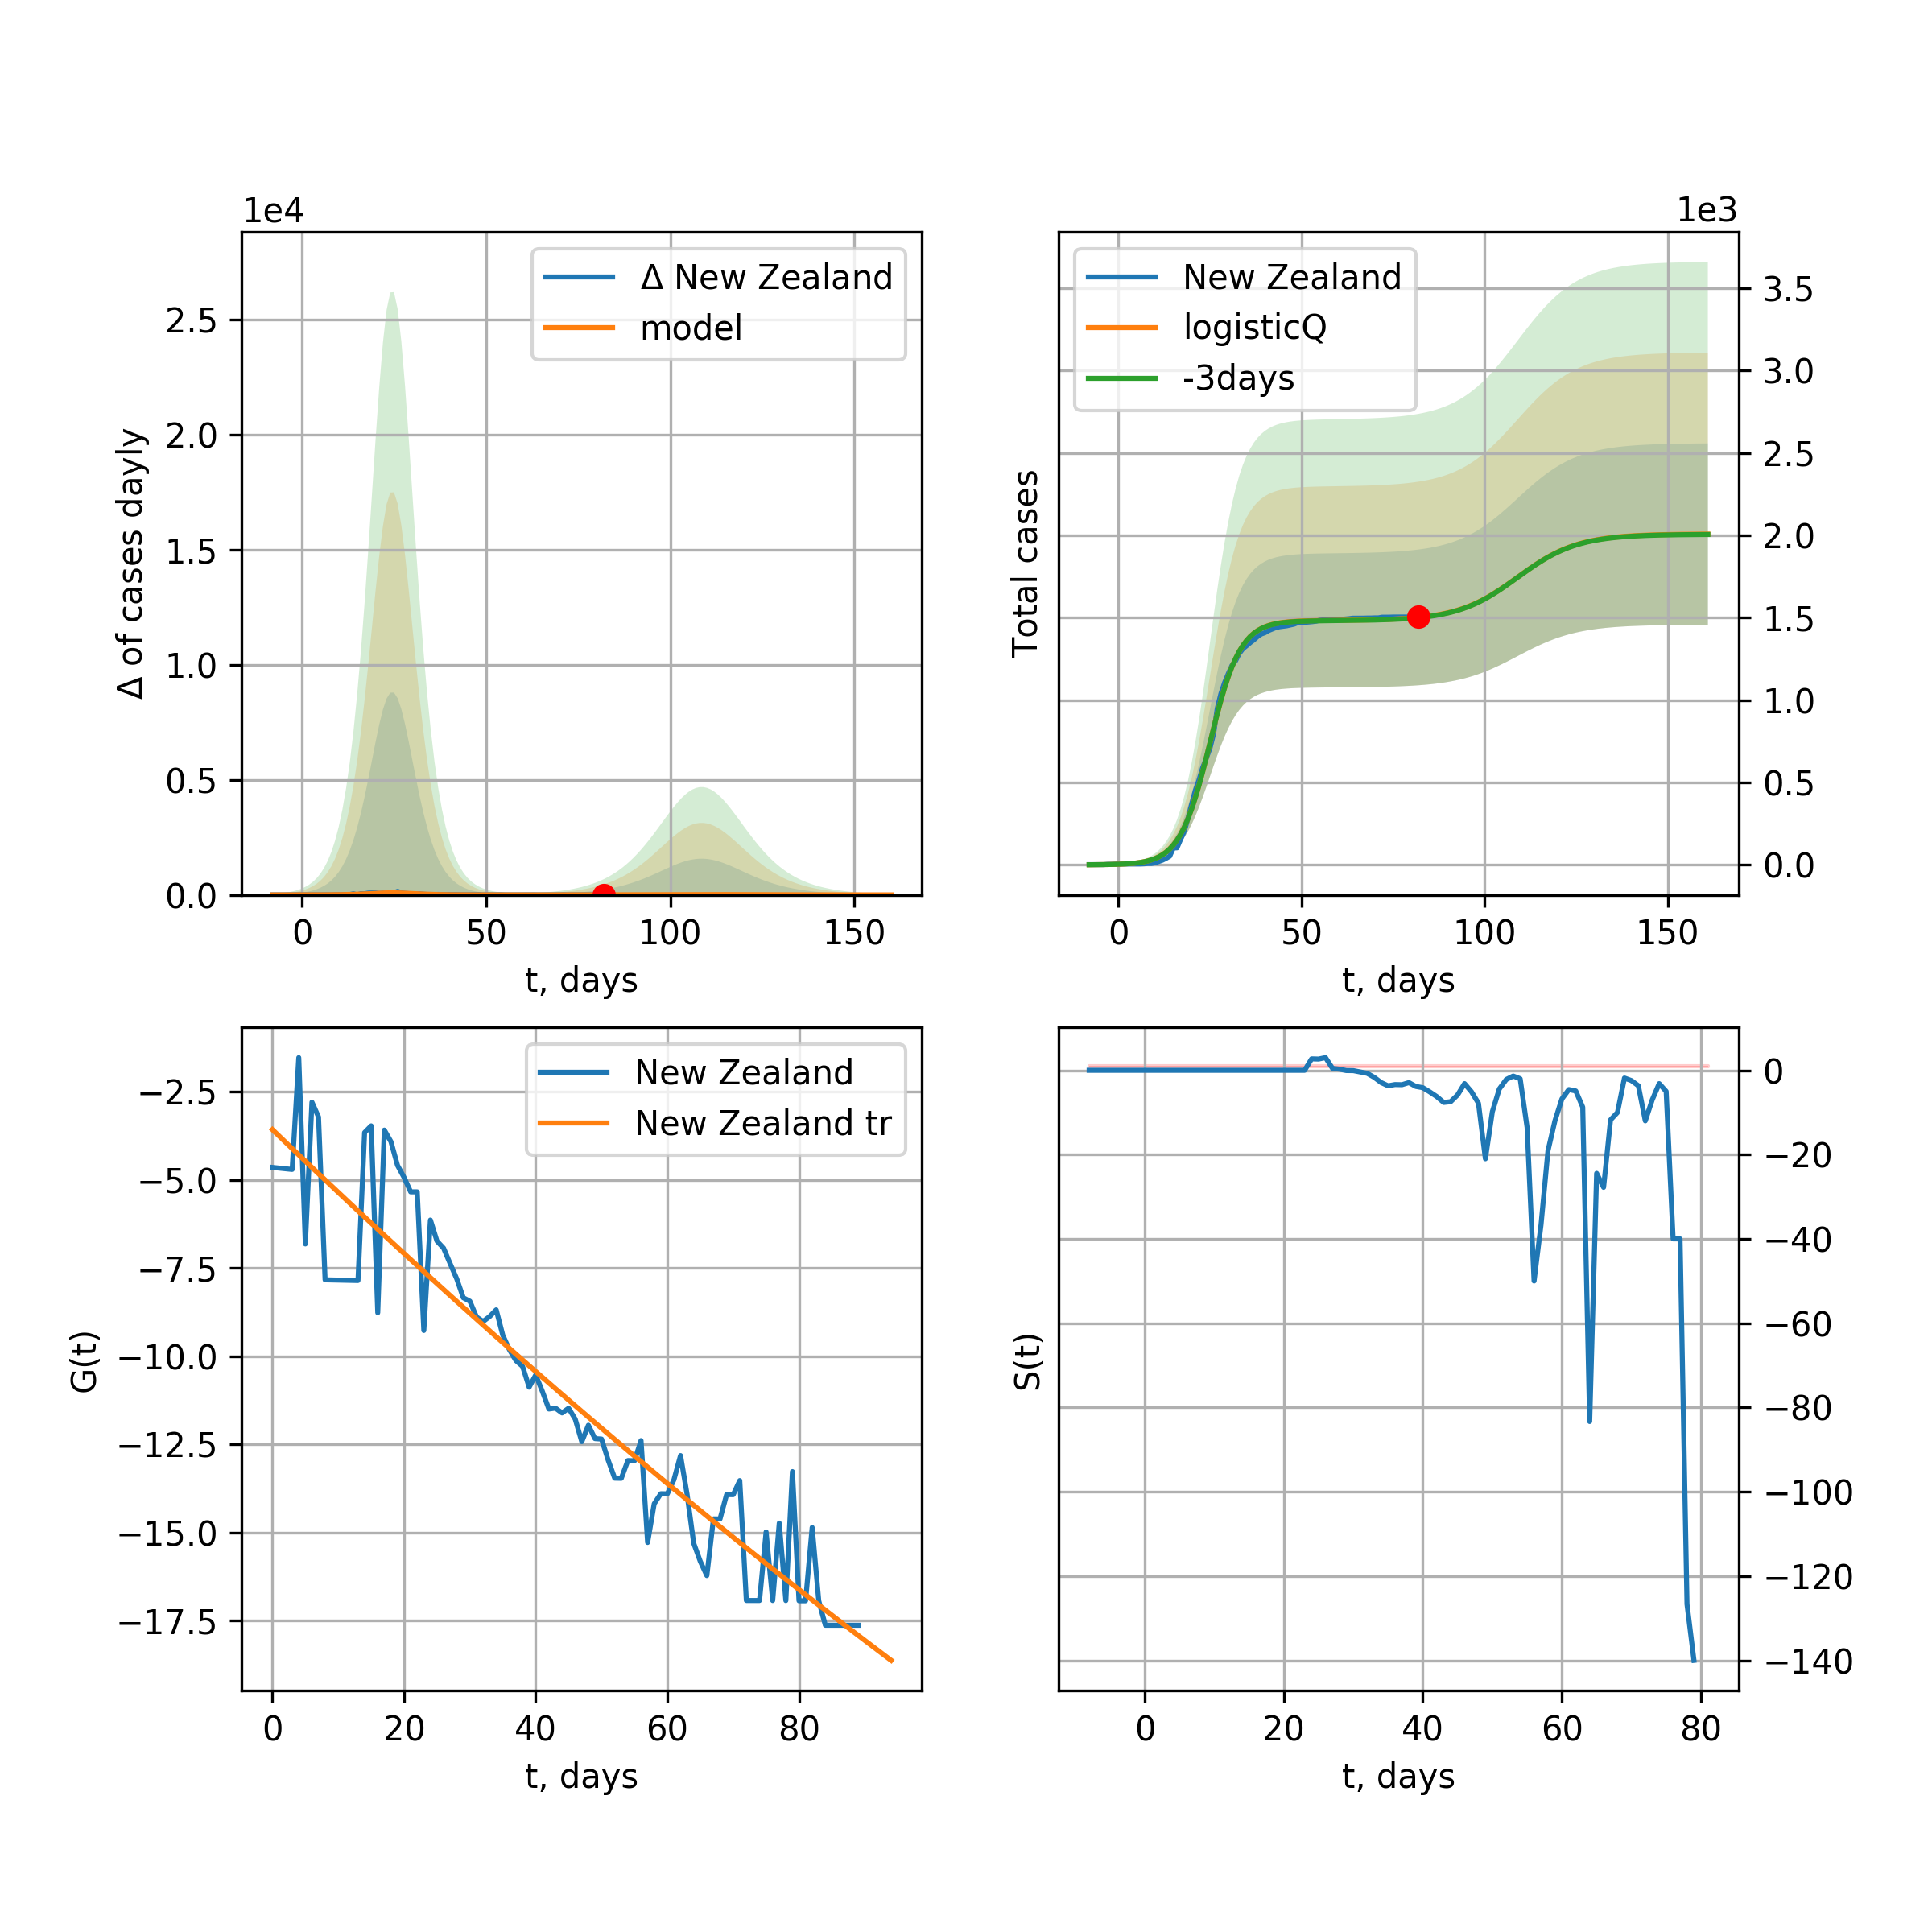 1e4
Δ New Zealand
model
2.5
2.0
1.5
1.0
0.5
0.0
Δ of cases dayly
0
50
100
150
t, days
1e3
New Zealand
logisticQ
-3days
3.5
3.0
2.5
2.0
1.5
1.0
0.5
0.0
Total cases
0
50
100
150
t, days
New Zealand
New Zealand tr
−2.5
−5.0
−7.5
−10.0
−12.5
−15.0
−17.5
G(t)
0
20
40
60
80
t, days
0
−20
−40
−60
−80
−100
−120
−140
S(t)
0
20
40
60
80
t, days